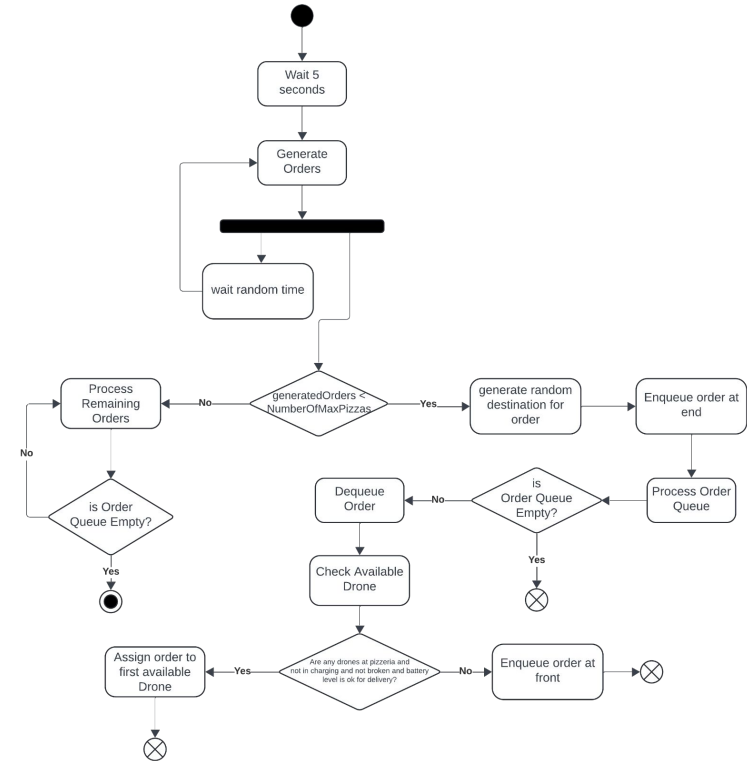 Wait 5
seconds
Generate
Orders
wait random time
generatedOrders <
NumberOfMaxPizzas
No
Yes
Process
Remaining
Orders
generate random
destination for
order
Enqueue order at
end
No
is Order
Queue Empty?
Yes
Dequeue
Order
No
is
Order Queue
Empty?
Process Order
Queue
Yes
Check Available
Drone
Are any drones at pizzeria and
not in charging and not broken and battery
level is ok for delivery?
Yes
No
Assign order to
first available
Drone
Enqueue order at
front